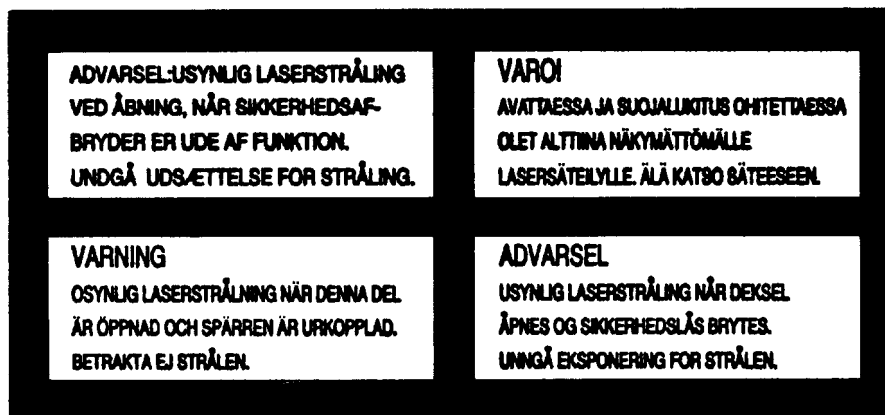 ADVARSEL:USYNLIG LASERSTRÅLING
VED ÅBNING, NÅR SIKKERHEDSAF-
BRYDER ER UDE AF FUNKTION.
UNDGÅ UDSÆTTELSE FOR STRÅLING.
VARO!
AVATTAESSA JA SUOJALUKITUS OHITETTAESSA
OLET ALTTIINA NÄKYMÄTTÖMÄLLE
LASERSÄTEILYLLE. ÄLÄ KATSO SÄTEESEEN.
VARNING
OSYNLIG LASERSTRÅLNING NÄR DENNA DEL
ÄR ÖPPNAD OCH SPÄRREN ÄR URKOPPLAD.
BETRAKTA EJ STRÅLEN.
ADVARSEL
USYNLIG LASERSTRÅLING NÅR DEKSEL
ÅPNES OG SIKKERHEDSLÅS BRYTES.
UNNGÅ EKSPONERING FOR STRÅLEN.